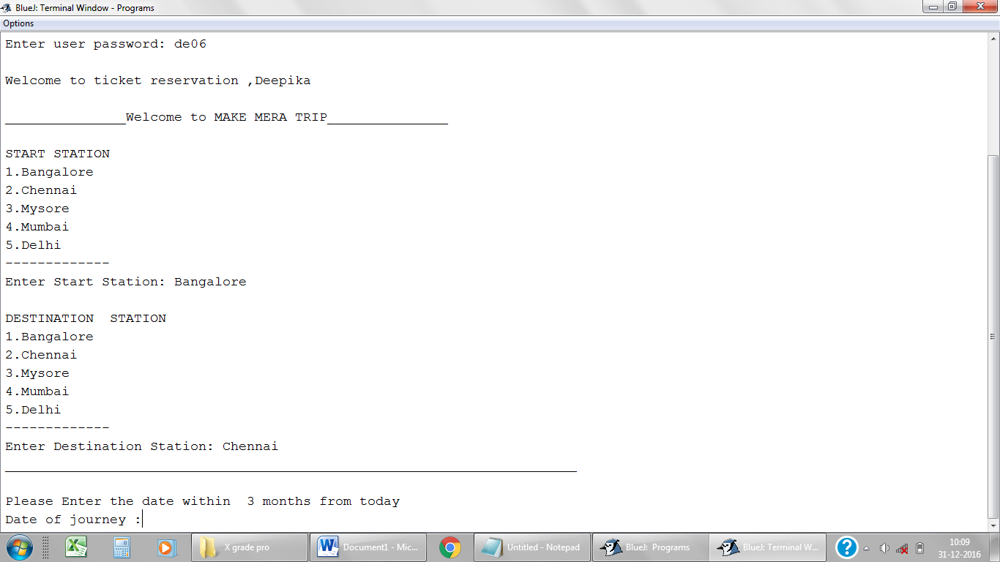 BlueJ: Terminal Window - Programs
Options
Enter user password: de06
Welcome to ticket reservation ,Deepika
_______________Welcome to MAKE MERA TRIP_______________
START STATION
1.Bangalore
2.Chennai
3.Mysore
4.Mumbai
5.Delhi
-------------
Enter Start Station: Bangalore
DESTINATION  STATION
1.Bangalore
2.Chennai
3.Mysore
4.Mumbai
5.Delhi
-------------
Enter Destination Station: Chennai
_______________________________________________________________________
Please Enter the date within  3 months from today
Date of journey :
X grade pro
Document1 - Mic...
Untitled - Notepad
BlueJ:  Programs
BlueJ: Terminal W...
10:09
31-12-2016